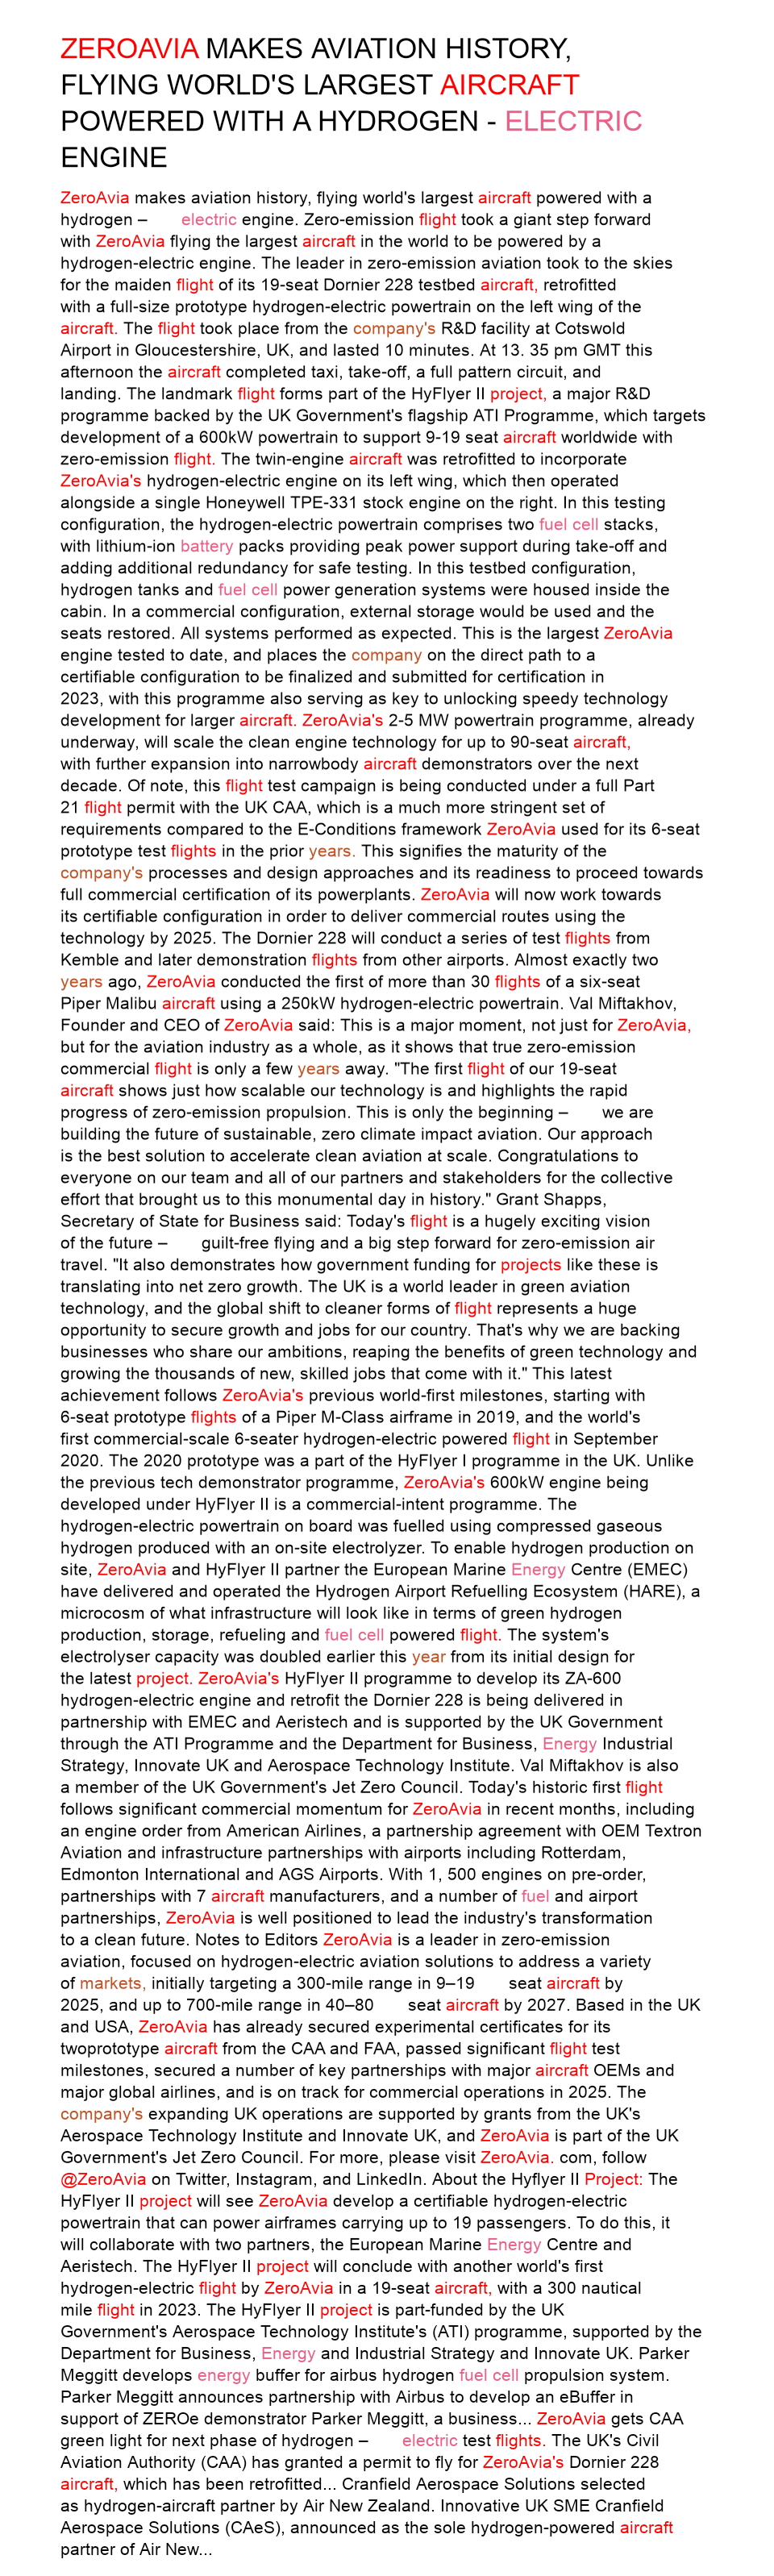 ZEROAVIA MAKES AVIATION HISTORY,
FLYING WORLD'S LARGEST AIRCRAFT
POWERED WITH A HYDROGEN - ELECTRIC
ENGINE
ZeroAvia makes aviation history, flying world's largest aircraft powered with a
hydrogen – electric engine. Zero-emission flight took a giant step forward
with ZeroAvia flying the largest aircraft in the world to be powered by a
hydrogen-electric engine. The leader in zero-emission aviation took to the skies
for the maiden flight of its 19-seat Dornier 228 testbed aircraft, retrofitted
with a full-size prototype hydrogen-electric powertrain on the left wing of the
aircraft. The flight took place from the company's R&D facility at Cotswold
Airport in Gloucestershire, UK, and lasted 10 minutes. At 13. 35 pm GMT this
afternoon the aircraft completed taxi, take-off, a full pattern circuit, and
landing. The landmark flight forms part of the HyFlyer II project, a major R&D
programme backed by the UK Government's flagship ATI Programme, which targets
development of a 600kW powertrain to support 9-19 seat aircraft worldwide with
zero-emission flight. The twin-engine aircraft was retrofitted to incorporate
ZeroAvia's hydrogen-electric engine on its left wing, which then operated
alongside a single Honeywell TPE-331 stock engine on the right. In this testing
configuration, the hydrogen-electric powertrain comprises two fuel cell stacks,
with lithium-ion battery packs providing peak power support during take-off and
adding additional redundancy for safe testing. In this testbed configuration,
hydrogen tanks and fuel cell power generation systems were housed inside the
cabin. In a commercial configuration, external storage would be used and the
seats restored. All systems performed as expected. This is the largest ZeroAvia
engine tested to date, and places the company on the direct path to a
certifiable configuration to be finalized and submitted for certification in
2023, with this programme also serving as key to unlocking speedy technology
development for larger aircraft. ZeroAvia's 2-5 MW powertrain programme, already
underway, will scale the clean engine technology for up to 90-seat aircraft,
with further expansion into narrowbody aircraft demonstrators over the next
decade. Of note, this flight test campaign is being conducted under a full Part
21 flight permit with the UK CAA, which is a much more stringent set of
requirements compared to the E-Conditions framework ZeroAvia used for its 6-seat
prototype test flights in the prior years. This signifies the maturity of the
company's processes and design approaches and its readiness to proceed towards
full commercial certification of its powerplants. ZeroAvia will now work towards
its certifiable configuration in order to deliver commercial routes using the
technology by 2025. The Dornier 228 will conduct a series of test flights from
Kemble and later demonstration flights from other airports. Almost exactly two
years ago, ZeroAvia conducted the first of more than 30 flights of a six-seat
Piper Malibu aircraft using a 250kW hydrogen-electric powertrain. Val Miftakhov,
Founder and CEO of ZeroAvia said: This is a major moment, not just for ZeroAvia,
but for the aviation industry as a whole, as it shows that true zero-emission
commercial flight is only a few years away. "The first flight of our 19-seat
aircraft shows just how scalable our technology is and highlights the rapid
progress of zero-emission propulsion. This is only the beginning – we are
building the future of sustainable, zero climate impact aviation. Our approach
is the best solution to accelerate clean aviation at scale. Congratulations to
everyone on our team and all of our partners and stakeholders for the collective
effort that brought us to this monumental day in history." Grant Shapps,
Secretary of State for Business said: Today's flight is a hugely exciting vision
of the future – guilt-free flying and a big step forward for zero-emission air
travel. "It also demonstrates how government funding for projects like these is
translating into net zero growth. The UK is a world leader in green aviation
technology, and the global shift to cleaner forms of flight represents a huge
opportunity to secure growth and jobs for our country. That's why we are backing
businesses who share our ambitions, reaping the benefits of green technology and
growing the thousands of new, skilled jobs that come with it." This latest
achievement follows ZeroAvia's previous world-first milestones, starting with
6-seat prototype flights of a Piper M-Class airframe in 2019, and the world's
first commercial-scale 6-seater hydrogen-electric powered flight in September
2020. The 2020 prototype was a part of the HyFlyer I programme in the UK. Unlike
the previous tech demonstrator programme, ZeroAvia's 600kW engine being
developed under HyFlyer II is a commercial-intent programme. The
hydrogen-electric powertrain on board was fuelled using compressed gaseous
hydrogen produced with an on-site electrolyzer. To enable hydrogen production on
site, ZeroAvia and HyFlyer II partner the European Marine Energy Centre (EMEC)
have delivered and operated the Hydrogen Airport Refuelling Ecosystem (HARE), a
microcosm of what infrastructure will look like in terms of green hydrogen
production, storage, refueling and fuel cell powered flight. The system's
electrolyser capacity was doubled earlier this year from its initial design for
the latest project. ZeroAvia's HyFlyer II programme to develop its ZA-600
hydrogen-electric engine and retrofit the Dornier 228 is being delivered in
partnership with EMEC and Aeristech and is supported by the UK Government
through the ATI Programme and the Department for Business, Energy Industrial
Strategy, Innovate UK and Aerospace Technology Institute. Val Miftakhov is also
a member of the UK Government's Jet Zero Council. Today's historic first flight
follows significant commercial momentum for ZeroAvia in recent months, including
an engine order from American Airlines, a partnership agreement with OEM Textron
Aviation and infrastructure partnerships with airports including Rotterdam,
Edmonton International and AGS Airports. With 1, 500 engines on pre-order,
partnerships with 7 aircraft manufacturers, and a number of fuel and airport
partnerships, ZeroAvia is well positioned to lead the industry's transformation
to a clean future. Notes to Editors ZeroAvia is a leader in zero-emission
aviation, focused on hydrogen-electric aviation solutions to address a variety
of markets, initially targeting a 300-mile range in 9–19 seat aircraft by
2025, and up to 700-mile range in 40–80 seat aircraft by 2027. Based in the UK
and USA, ZeroAvia has already secured experimental certificates for its
twoprototype aircraft from the CAA and FAA, passed significant flight test
milestones, secured a number of key partnerships with major aircraft OEMs and
major global airlines, and is on track for commercial operations in 2025. The
company's expanding UK operations are supported by grants from the UK's
Aerospace Technology Institute and Innovate UK, and ZeroAvia is part of the UK
Government's Jet Zero Council. For more, please visit ZeroAvia. com, follow
@ZeroAvia on Twitter, Instagram, and LinkedIn. About the Hyflyer II Project: The
HyFlyer II project will see ZeroAvia develop a certifiable hydrogen-electric
powertrain that can power airframes carrying up to 19 passengers. To do this, it
will collaborate with two partners, the European Marine Energy Centre and
Aeristech. The HyFlyer II project will conclude with another world's first
hydrogen-electric flight by ZeroAvia in a 19-seat aircraft, with a 300 nautical
mile flight in 2023. The HyFlyer II project is part-funded by the UK
Government's Aerospace Technology Institute's (ATI) programme, supported by the
Department for Business, Energy and Industrial Strategy and Innovate UK. Parker
Meggitt develops energy buffer for airbus hydrogen fuel cell propulsion system.
Parker Meggitt announces partnership with Airbus to develop an eBuffer in
support of ZEROe demonstrator Parker Meggitt, a business... ZeroAvia gets CAA
green light for next phase of hydrogen – electric test flights. The UK's Civil
Aviation Authority (CAA) has granted a permit to fly for ZeroAvia's Dornier 228
aircraft, which has been retrofitted... Cranfield Aerospace Solutions selected
as hydrogen-aircraft partner by Air New Zealand. Innovative UK SME Cranfield
Aerospace Solutions (CAeS), announced as the sole hydrogen-powered aircraft
partner of Air New...